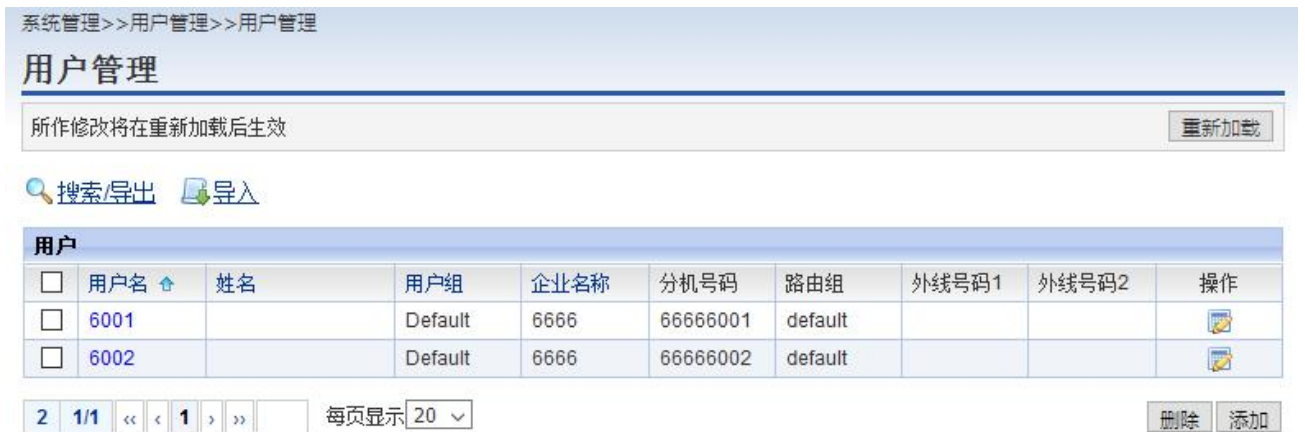 系统管理>>用户管理>>用户管理
用户管理
所作修改将在重新加载后生效 重新加载
搜索/导出 导入
用户
用户名 姓名 用户组 企业名称 分机号码 路由组 外线号码1 外线号码2 操作
6001 Default 6666 66666001 default
6002 Default 6666 66666002 default
2 1/1 « ‹ 1 › » 每页显示 20 删除 添加